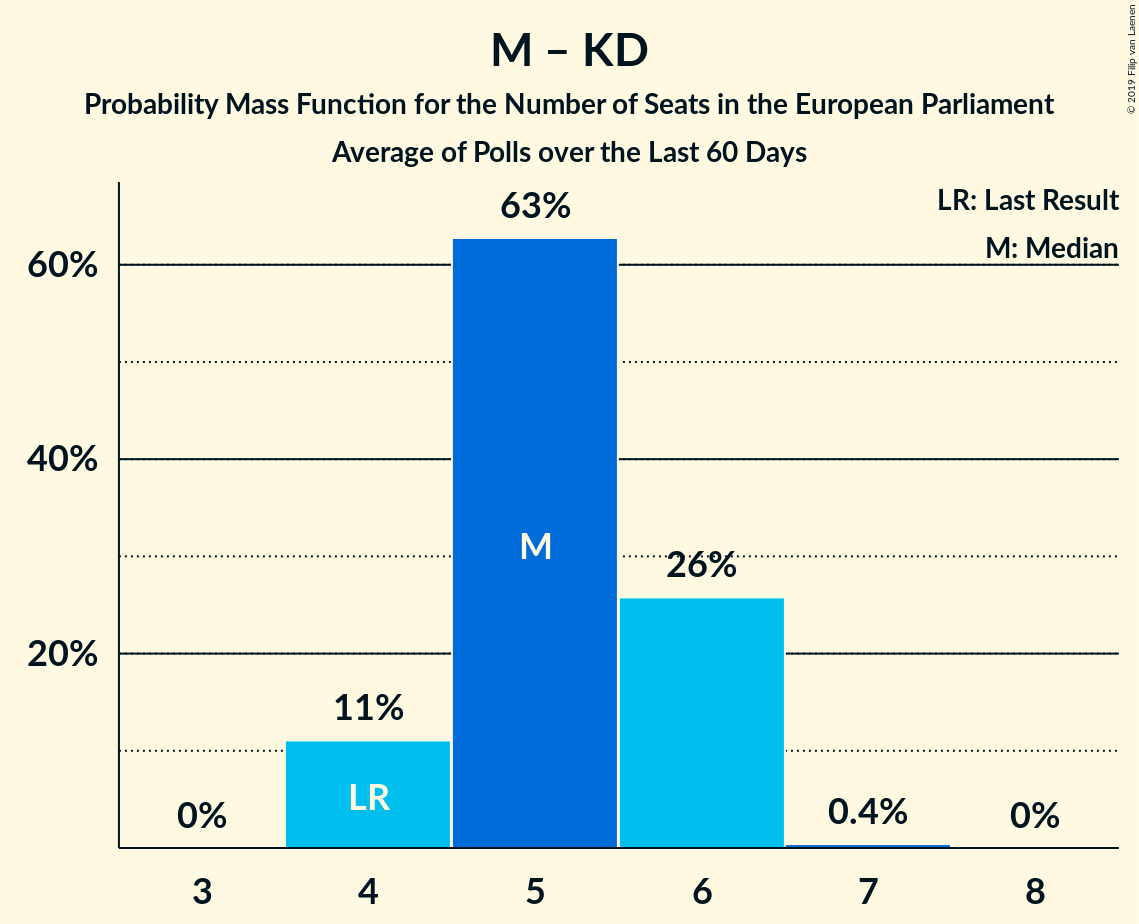 M – KD
Probability Mass Function for the Number of Seats in the European Parliament
Average of Polls over the Last 60 Days
© 2019 Filip van Laenen
LR: Last Result
M: Median
60%
40%
20%
0%
11%
63%
26%
0.4%
0%
LR
M
3 4 5 6 7 8